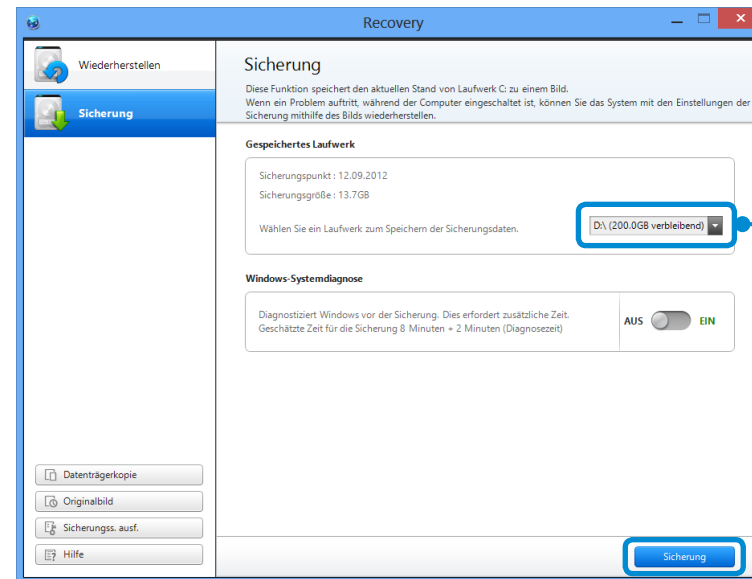 Recovery
Wiederherstellen
Sicherung
Sicherung
Diese Funktion speichert den aktuellen Stand von Laufwerk C: zu einem Bild.
Wenn ein Problem auftritt, während der Computer eingeschaltet ist, können Sie das System mit den Einstellungen der
Sicherung mithilfe des Bilds wiederherstellen.
Gespeichertes Laufwerk
Sicherungspunkt : 12.09.2012
Sicherungsgröße : 13.7GB
Wählen Sie ein Laufwerk zum Speichern der Sicherungsdaten.
D:\ (200.0GB verbleibend)
Windows-Systemdiagnose
Diagnostiziert Windows vor der Sicherung. Dies erfordert zusätzliche Zeit.
Geschätzte Zeit für die Sicherung 8 Minuten + 2 Minuten (Diagnosezeit)
AUS EIN
Datenträgerkopie
Originalbild
Sicherungss. ausf.
Hilfe
Sicherung